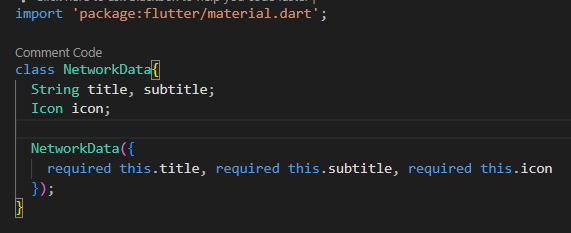 import 'package:flutter/material.dart';
Comment Code
class NetworkData{
String title, subtitle;
Icon icon;
NetworkData({
required this.title, required this.subtitle, required this.icon
});
}